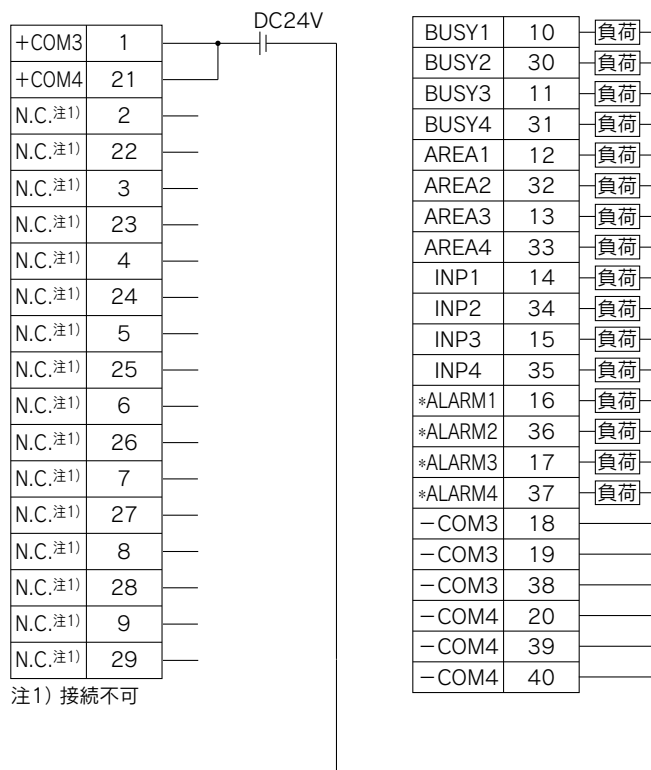 DC24V
+COM3 1
+COM4 21
N.C.注1) 2
N.C.注1) 22
N.C.注1) 3
N.C.注1) 23
N.C.注1) 4
N.C.注1) 24
N.C.注1) 5
N.C.注1) 25
N.C.注1) 6
N.C.注1) 26
N.C.注1) 7
N.C.注1) 27
N.C.注1) 8
N.C.注1) 28
N.C.注1) 9
N.C.注1) 29
注1) 接続不可
BUSY1 10 負荷
BUSY2 30 負荷
BUSY3 11 負荷
BUSY4 31 負荷
AREA1 12 負荷
AREA2 32 負荷
AREA3 13 負荷
AREA4 33 負荷
INP1 14 負荷
INP2 34 負荷
INP3 15 負荷
INP4 35 負荷
*ALARM1 16 負荷
*ALARM2 36 負荷
*ALARM3 17 負荷
*ALARM4 37 負荷
−COM3 18
−COM3 19
−COM3 38
−COM4 20
−COM4 39
−COM4 40